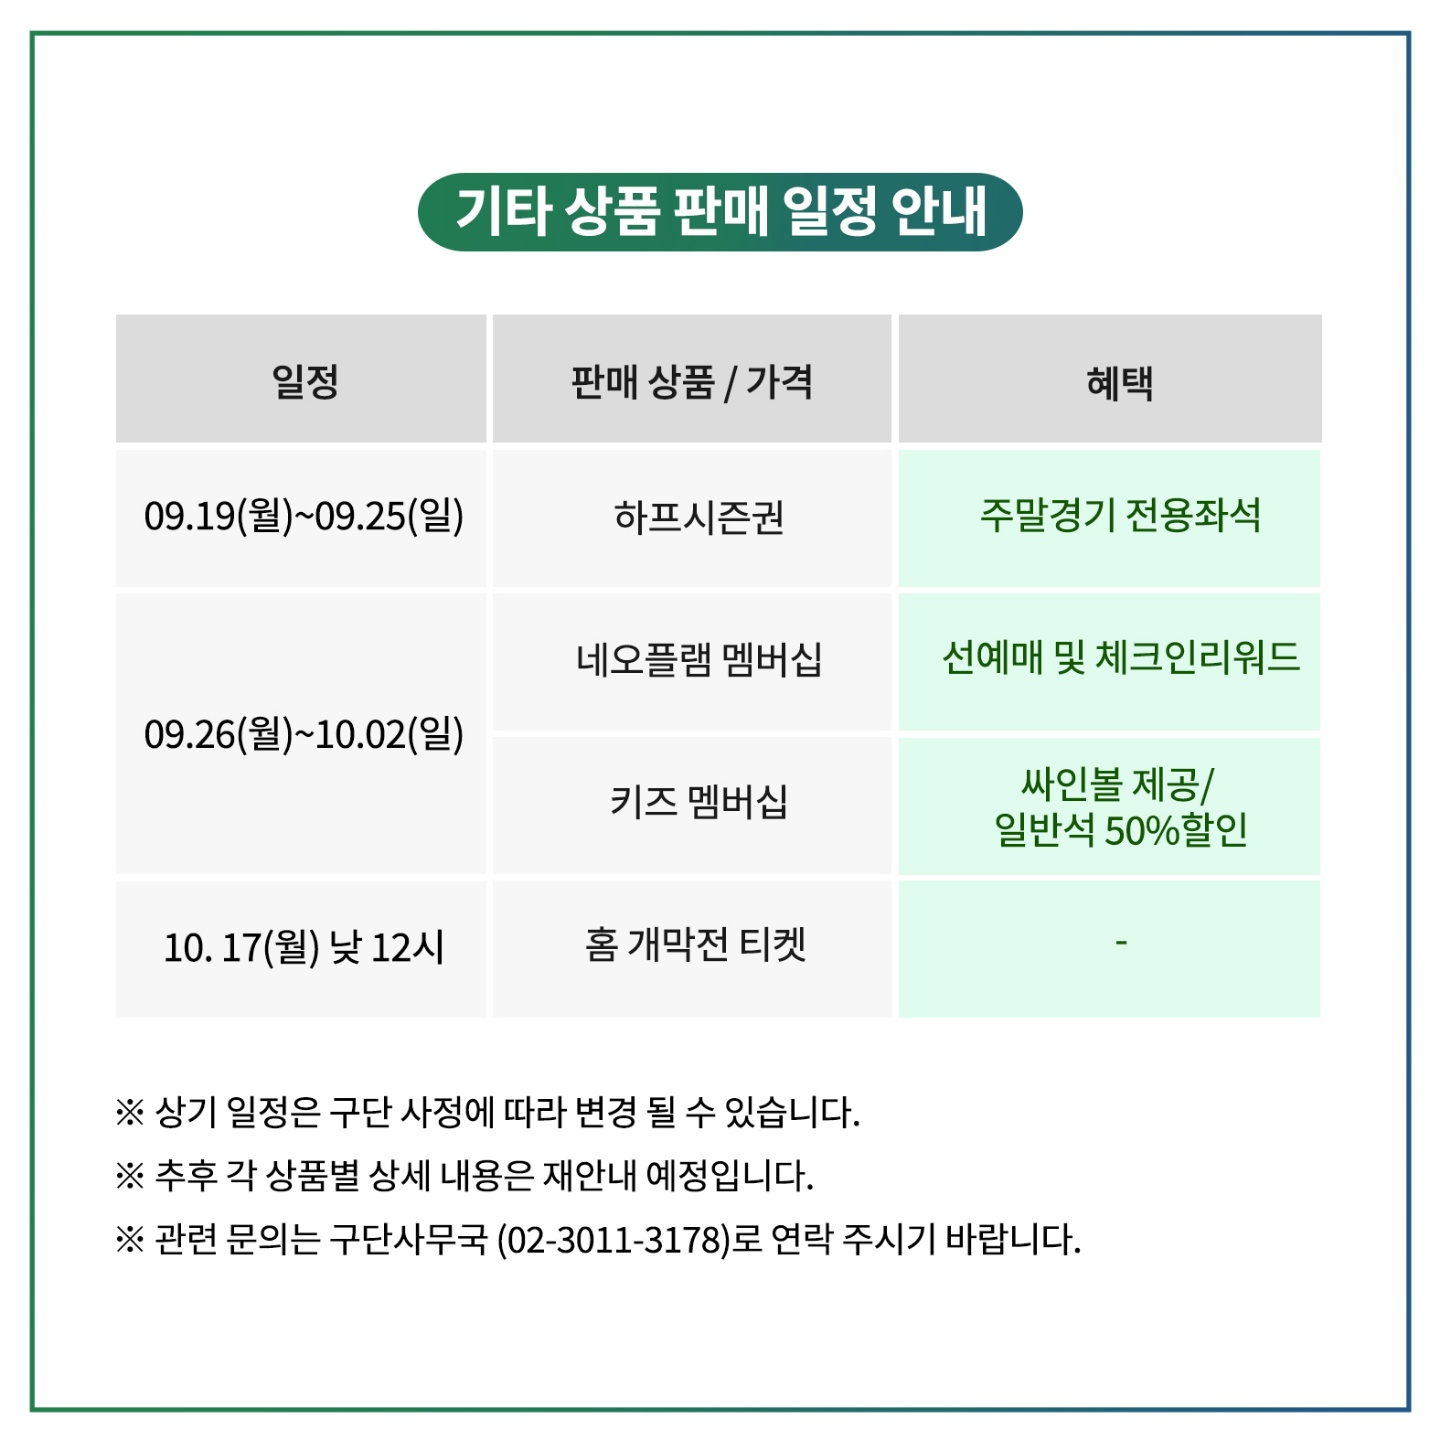 기타 상품 판매 일정 안내
일정
판매 상품 / 가격
혜택
09.19(월)~09.25(일)
하프시즌권
주말경기 전용좌석
09.26(월)~10.02(일)
네오플램 멤버십
선예매 및 체크인리워드
키즈 멤버십
싸인볼 제공/
일반석 50%할인
10. 17(월) 낮 12시
홈 개막전 티켓
-
※ 상기 일정은 구단 사정에 따라 변경 될 수 있습니다.
※ 추후 각 상품별 상세 내용은 재안내 예정입니다.
※ 관련 문의는 구단사무국 (02-3011-3178)로 연락 주시기 바랍니다.